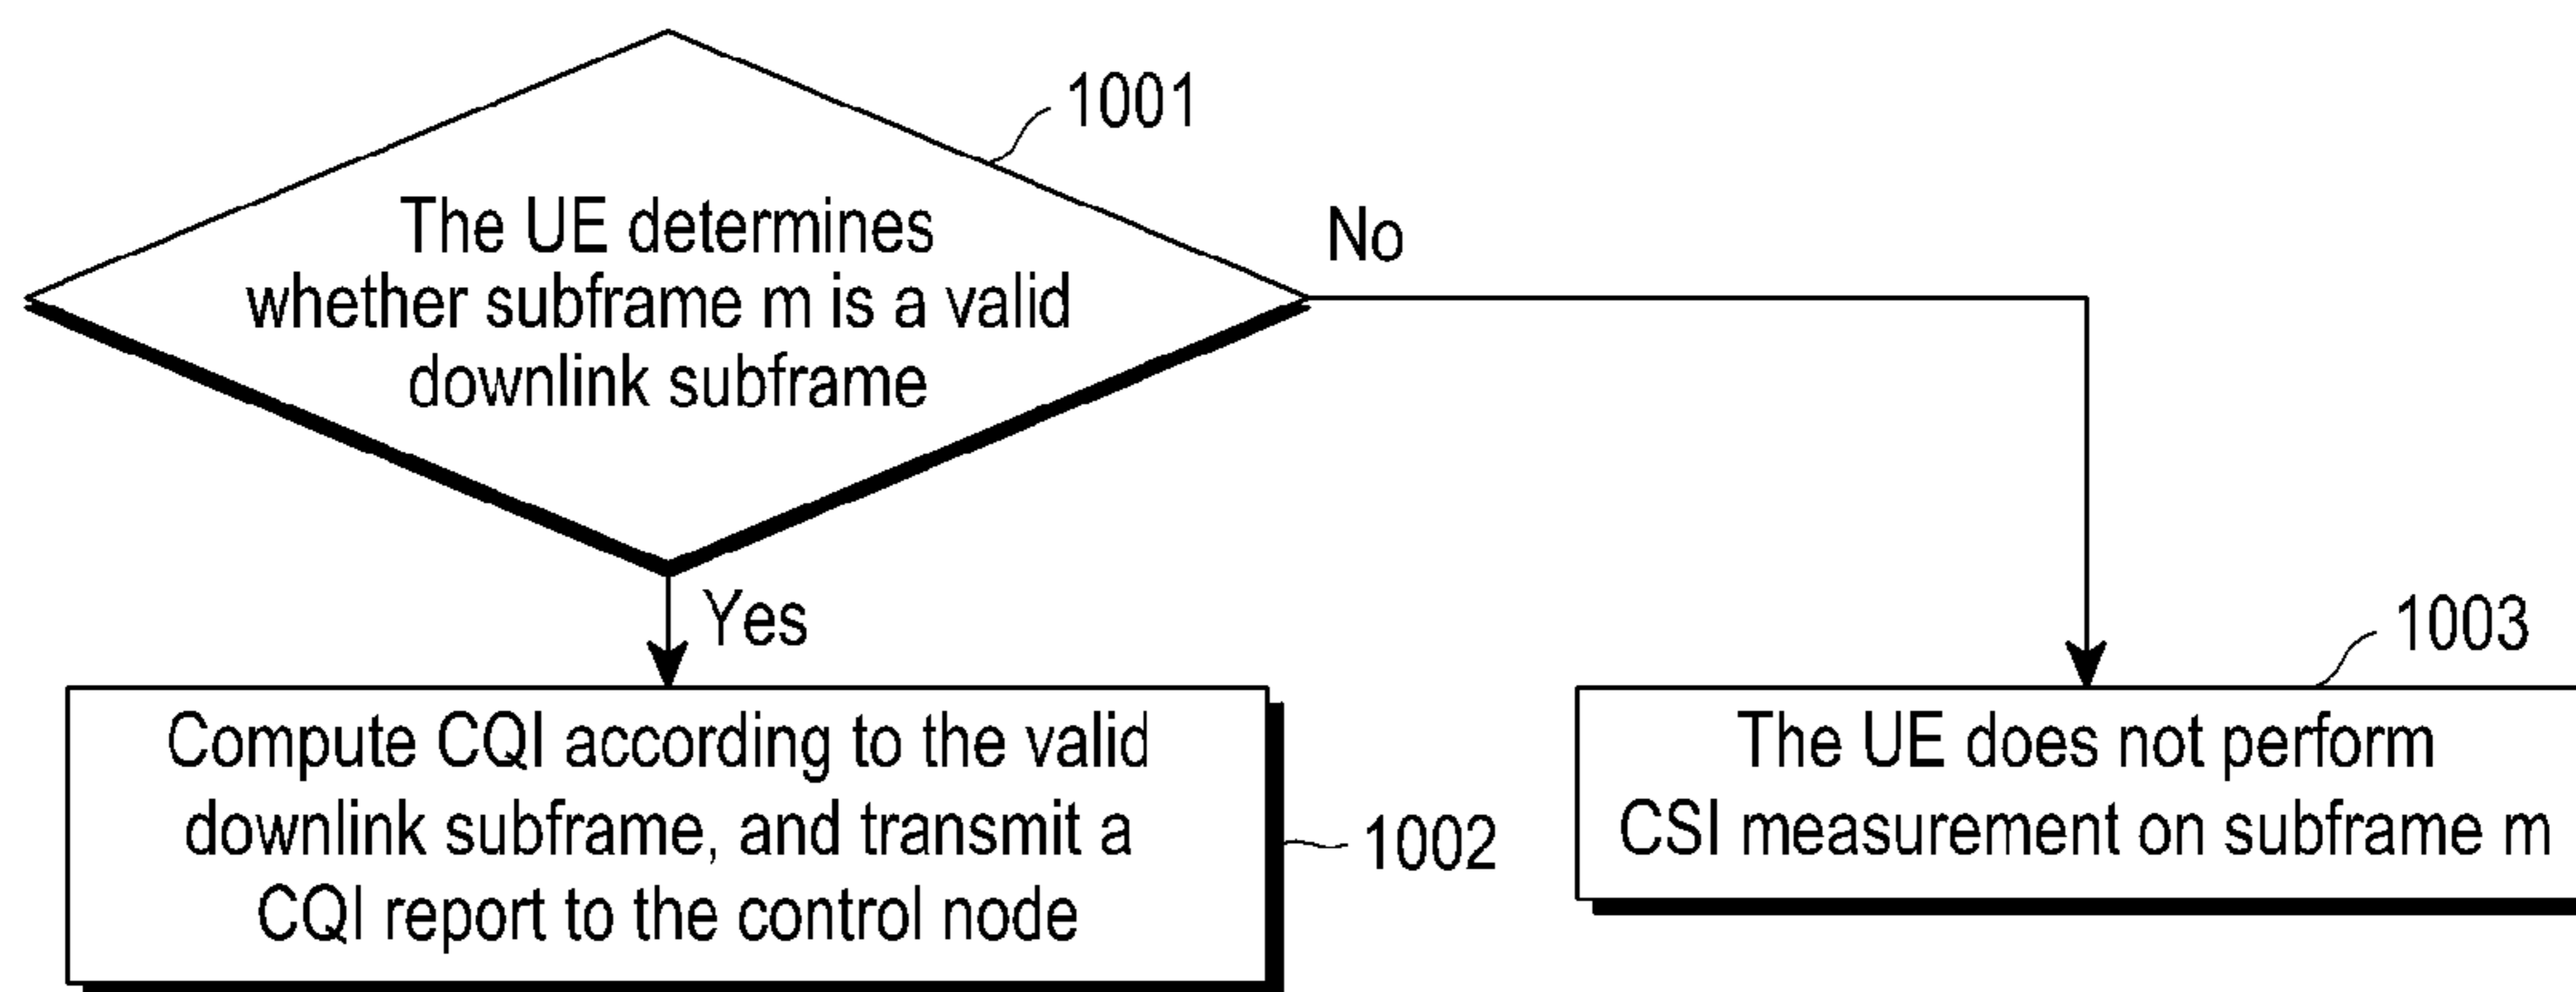 1001
The UE determines
whether subframe m is a valid
downlink subframe
No
Yes
Compute CQI according to the valid
downlink subframe, and transmit a
CQI report to the control node
1002
1003
The UE does not perform
CSI measurement on subframe m